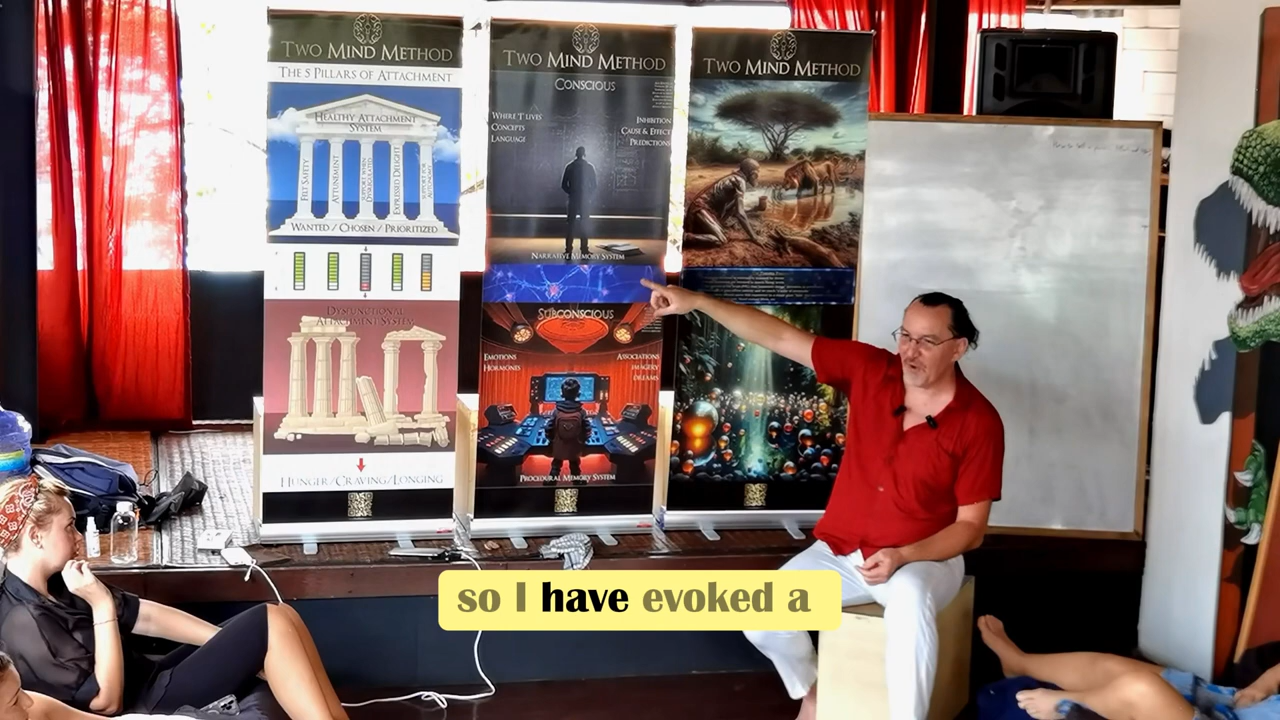 TWO MIND METHOD
THE 5 PILLARS OF ATTACHMENT
HEALTHY ATTACHMENT
SYSTEM
FELT SAFETY
ATTUNEMENT
EXPRESSED DELIGHT
WANTED / CHOSEN / PRIORITIZED
DYSFUNCTIONAL
ATTACHMENT SYSTEM
HUNGER/CRAVING/LONGING
TWO MIND METHOD
CONSCIOUS
WHERE T LIVES
CONCEPTS
LANGUAGE
INHIBITION
CAUSE & EFFECT
PREDICTIONS
NARRATIVE MEMORY SYSTEM
SUBCONSCIOUS
EMOTIONS
HORMONES
ASSOCIATIONS
IMAGERY
DREAMS
PROCEDURAL MEMORY SYSTEM
TWO MIND METHOD
so I have evoked a